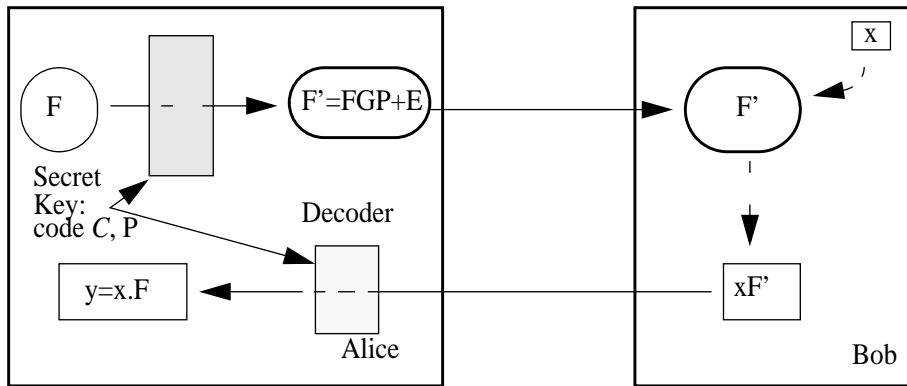 F
F'=FGP+E
Secret
Key:
code C, P
Decoder
y=x.F
Alice
x
F'
xF'
Bob